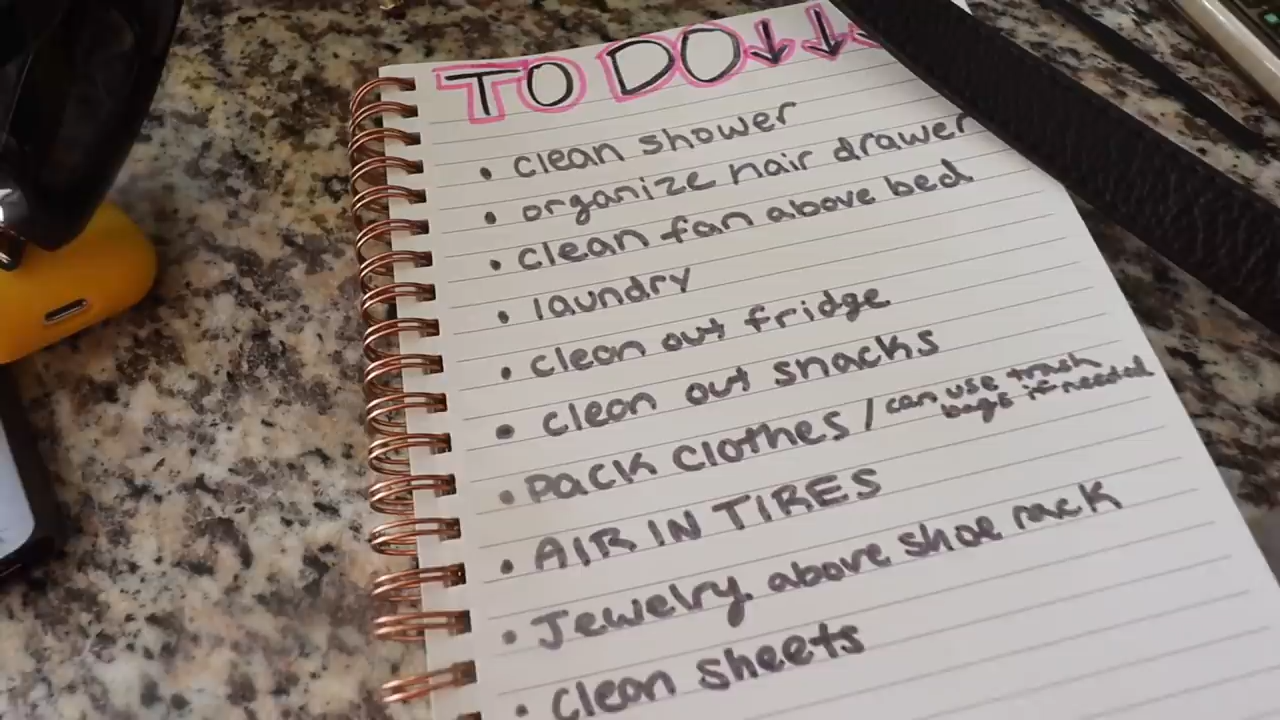 TO DO ↓↓↓
• clean shower
• organize hair drawer
• clean fan above bed
• laundry
• clean out fridge
• clean out snacks
• Pack clothes / can use trash bags if needed
• AIR IN TIRES
• Jewelry above shoe rack
• clean sheets